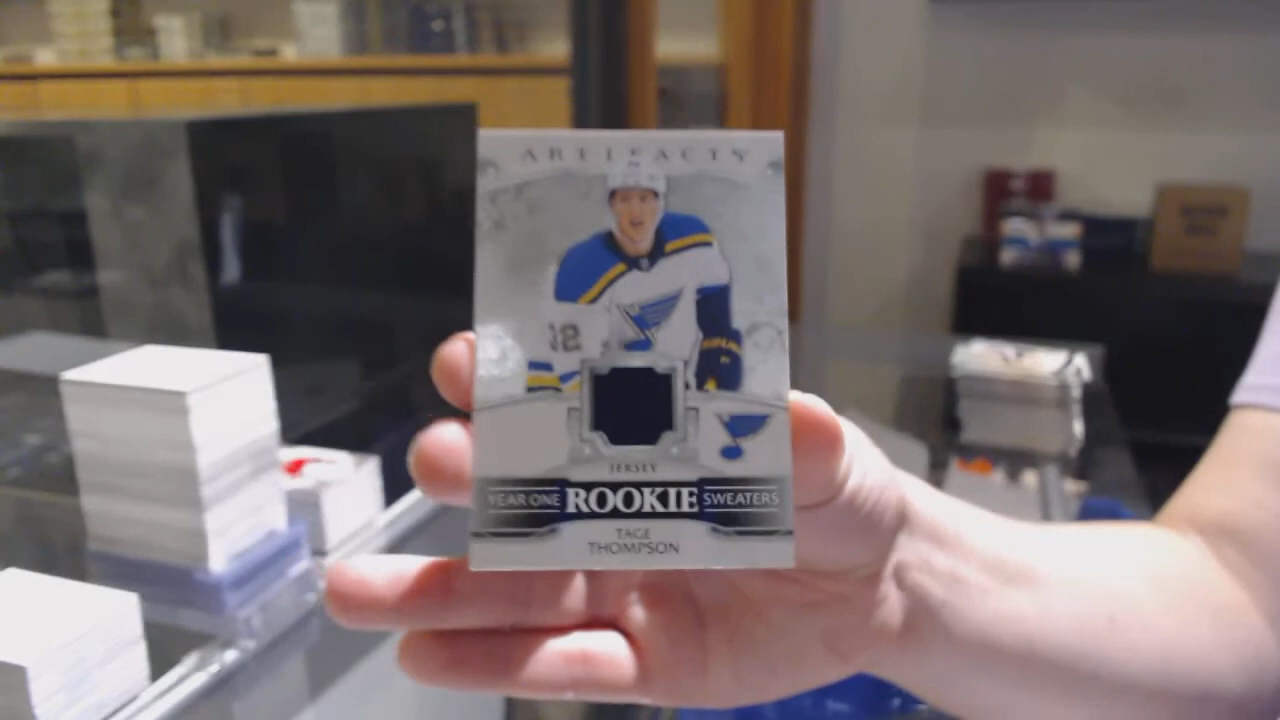 ARTIFACTS
32
JERSEY
YEAR ONE ROOKIE SWEATERS
TAGE
THOMPSON